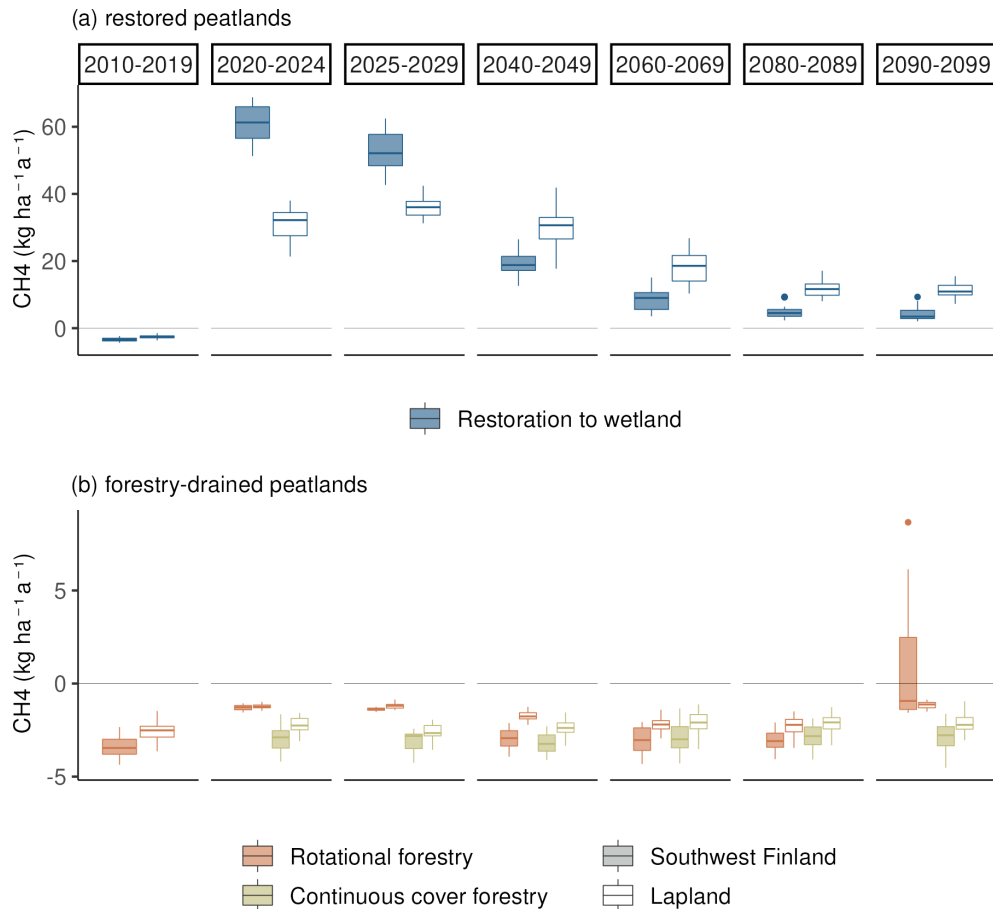 (a) restored peatlands
2010-2019 2020-2024 2025-2029 2040-2049 2060-2069 2080-2089 2090-2099
CH4 (kg ha⁻¹a⁻¹)
60
40
20
0
Restoration to wetland
(b) forestry-drained peatlands
CH4 (kg ha⁻¹a⁻¹)
5
0
-5
Rotational forestry Southwest Finland
Continuous cover forestry Lapland